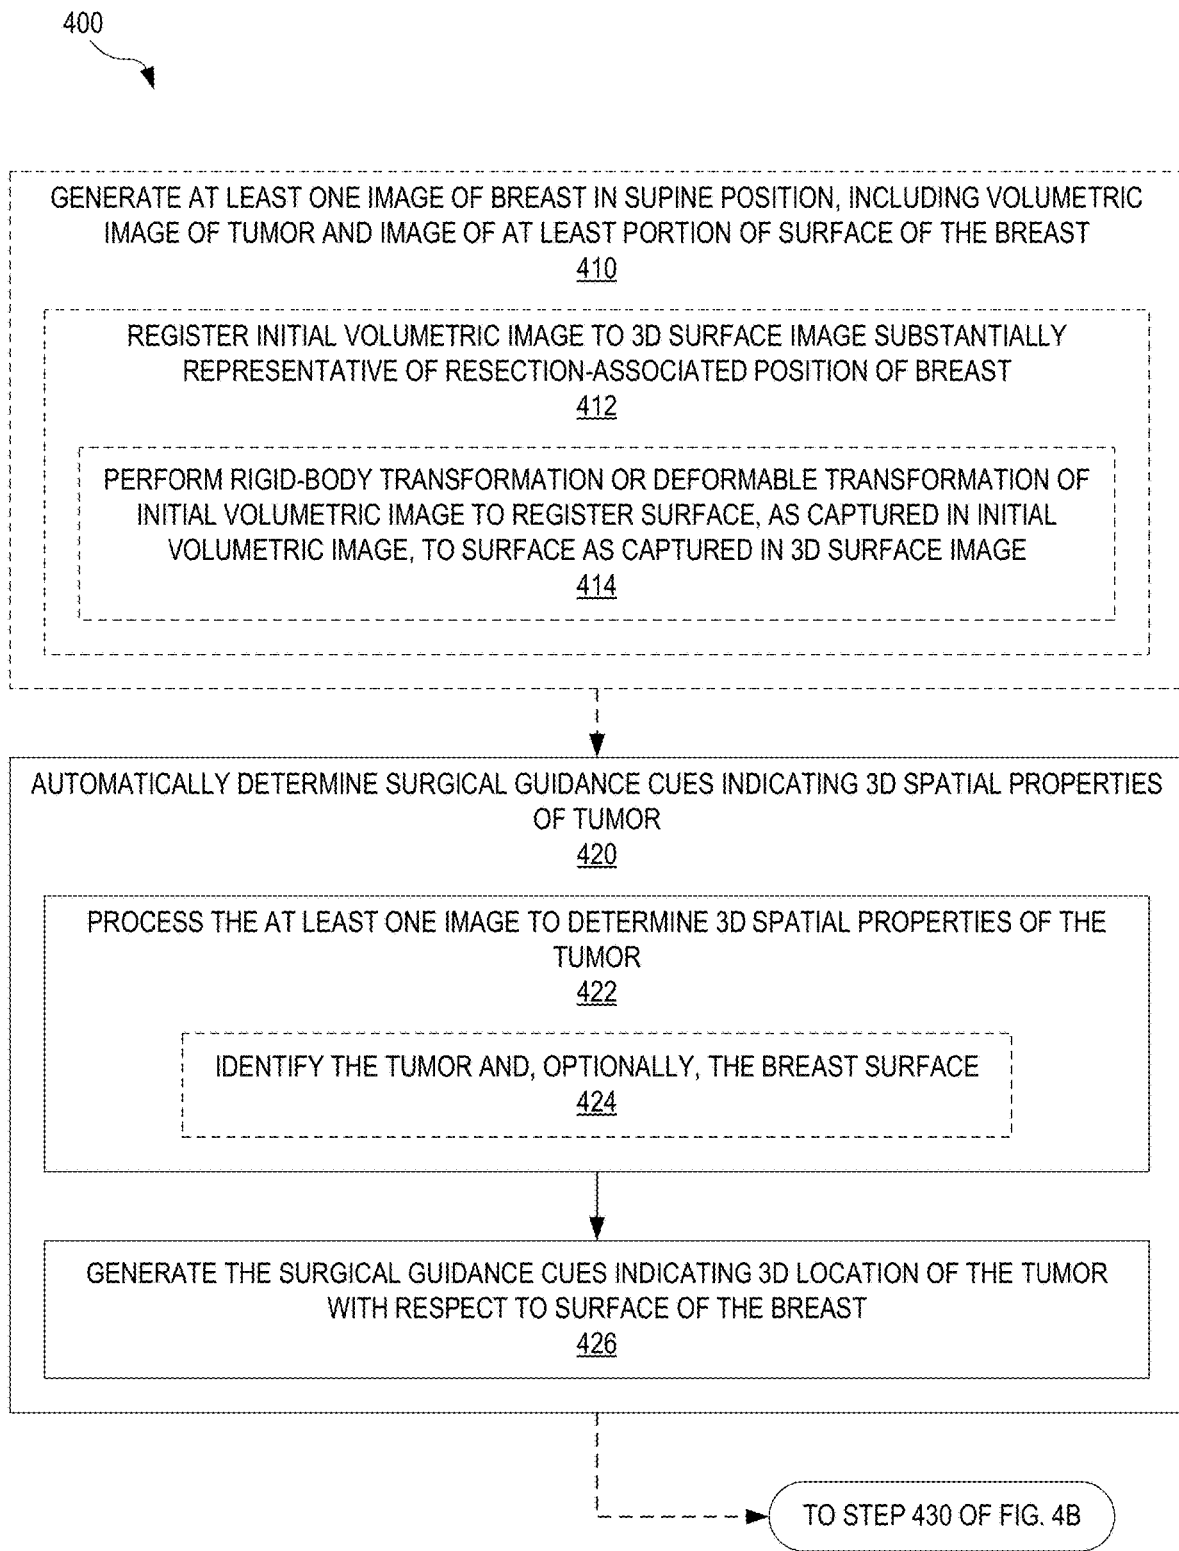 400
GENERATE AT LEAST ONE IMAGE OF BREAST IN SUPINE POSITION, INCLUDING VOLUMETRIC
IMAGE OF TUMOR AND IMAGE OF AT LEAST PORTION OF SURFACE OF THE BREAST
410
REGISTER INITIAL VOLUMETRIC IMAGE TO 3D SURFACE IMAGE SUBSTANTIALLY
REPRESENTATIVE OF RESECTION-ASSOCIATED POSITION OF BREAST
412
PERFORM RIGID-BODY TRANSFORMATION OR DEFORMABLE TRANSFORMATION OF
INITIAL VOLUMETRIC IMAGE TO REGISTER SURFACE, AS CAPTURED IN INITIAL
VOLUMETRIC IMAGE, TO SURFACE AS CAPTURED IN 3D SURFACE IMAGE
414
AUTOMATICALLY DETERMINE SURGICAL GUIDANCE CUES INDICATING 3D SPATIAL PROPERTIES
OF TUMOR
420
PROCESS THE AT LEAST ONE IMAGE TO DETERMINE 3D SPATIAL PROPERTIES OF THE
TUMOR
422
IDENTIFY THE TUMOR AND, OPTIONALLY, THE BREAST SURFACE
424
GENERATE THE SURGICAL GUIDANCE CUES INDICATING 3D LOCATION OF THE TUMOR
WITH RESPECT TO SURFACE OF THE BREAST
426
TO STEP 430 OF FIG. 4B